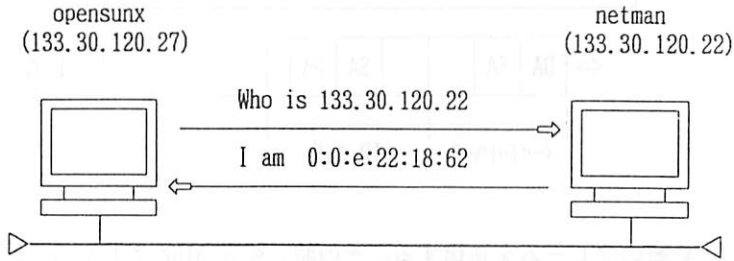 opensunx
(133.30.120.27)
netman
(133.30.120.22)
Who is 133.30.120.22
I am 0:0:e:22:18:62